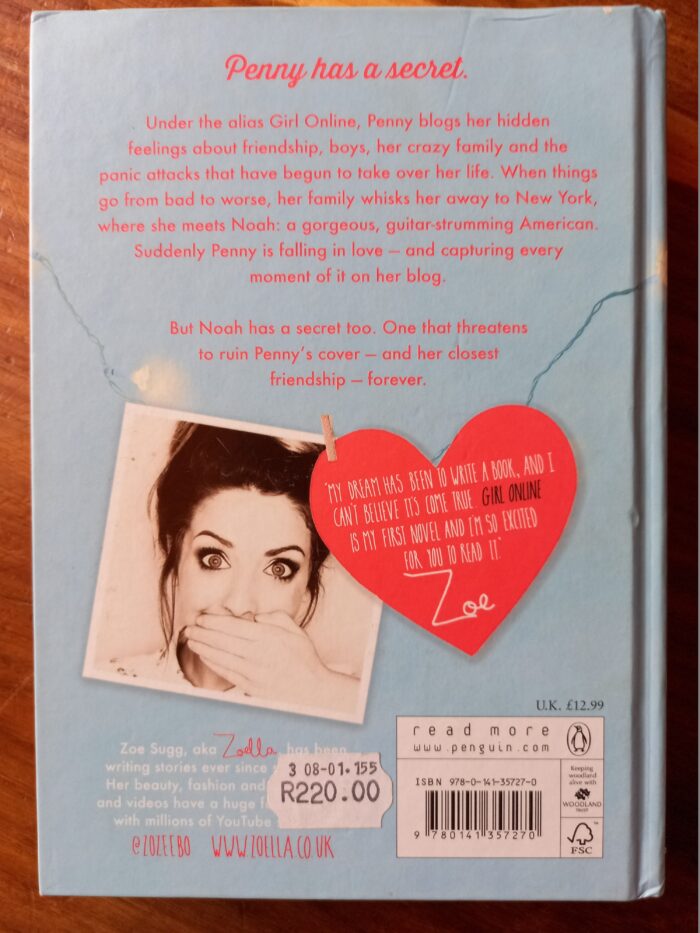 Penny has a secret.
Under the alias Girl Online, Penny blogs her hidden
feelings about friendship, boys, her crazy family and the
panic attacks that have begun to take over her life. When things
go from bad to worse, her family whisks her away to New York,
where she meets Noah: a gorgeous, guitar-strumming American.
Suddenly Penny is falling in love – and capturing every
moment of it on her blog.
But Noah has a secret too. One that threatens
to ruin Penny's cover – and her closest
friendship – forever.
'MY DREAM HAS BEEN TO WRITE A BOOK, AND I
CAN'T BELIEVE IT'S COME TRUE. GIRL ONLINE
IS MY FIRST NOVEL AND I'M SO EXCITED
FOR YOU TO READ IT.'
Zoe
U.K. £12.99
read more
www.penguin.com
Zoe Sugg, aka Zoella, has been
writing stories ever since
Her beauty, fashion and
and videos have a huge
with millions of YouTube
@ZOZEEBO WWW.ZOELLA.CO.UK
3 08-01.155
R220.00
ISBN 978-0-141-35727-0
9 780141 357270
Keeping
woodland
alive with
WOODLAND
TRUST
FSC
™